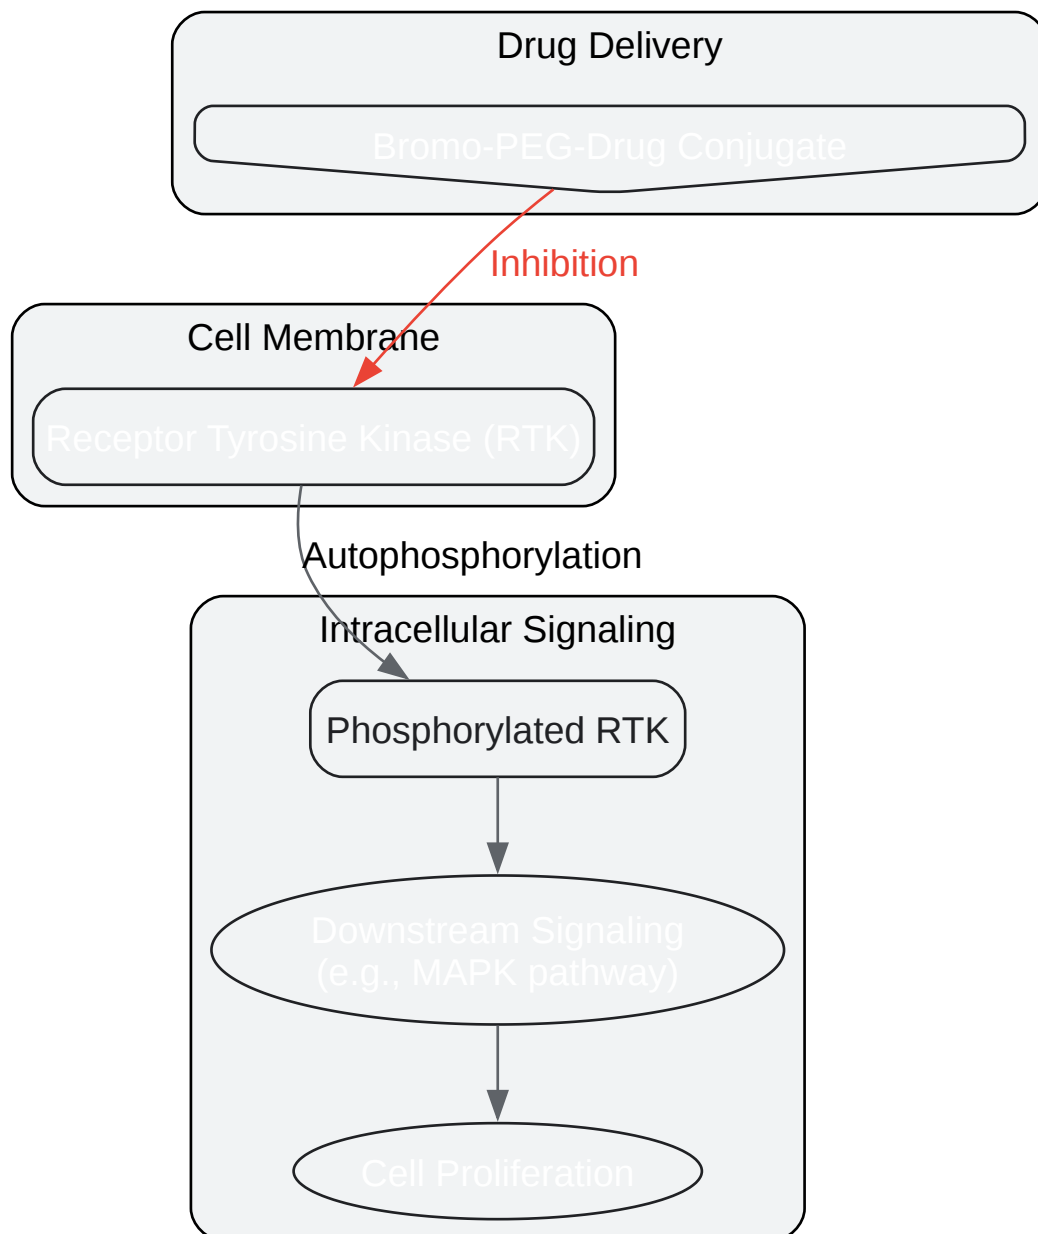 Drug Delivery
Bromo-PEG-Drug Conjugate
Inhibition
Cell Membrane
Receptor Tyrosine Kinase (RTK)
Autophosphorylation
Intracellular Signaling
Phosphorylated RTK
Downstream Signaling
(e.g., MAPK pathway)
Cell Proliferation